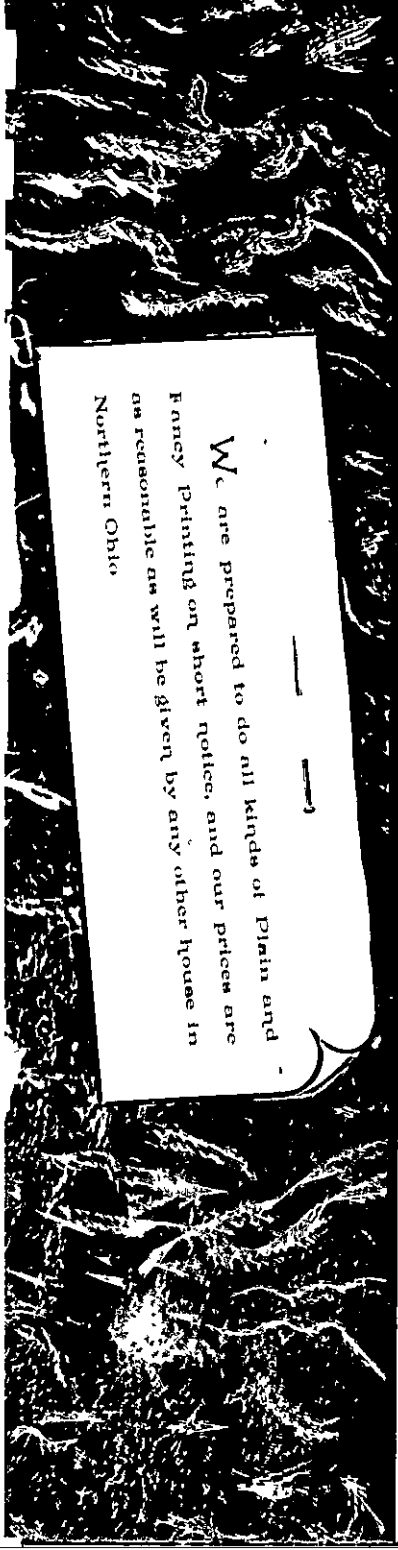 We are prepared to do all kinds of Plain and
Fancy Printing on short notice, and our prices are
as reasonable as will be given by any other house in
Northern Ohio